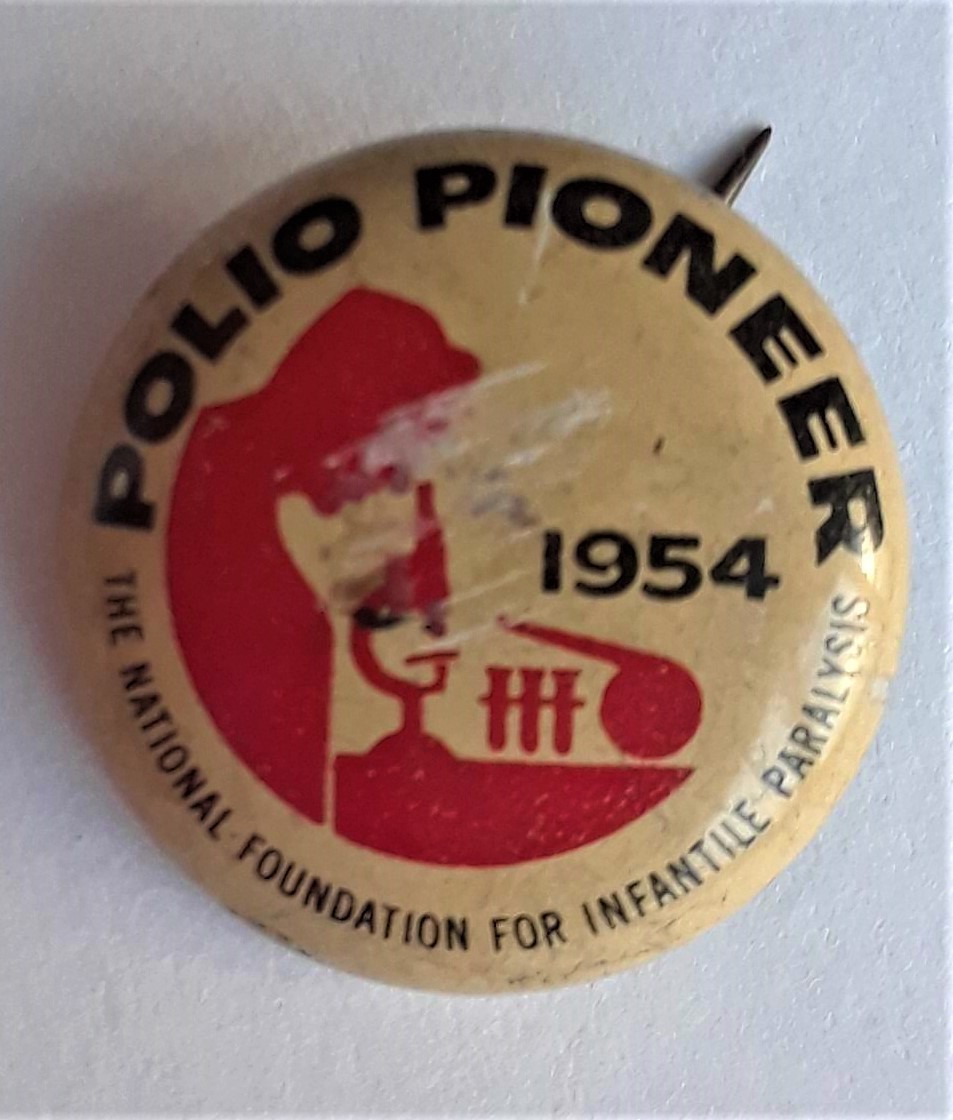 POLIO PIONEER
1954
THE NATIONAL FOUNDATION FOR INFANTILE PARALYSIS